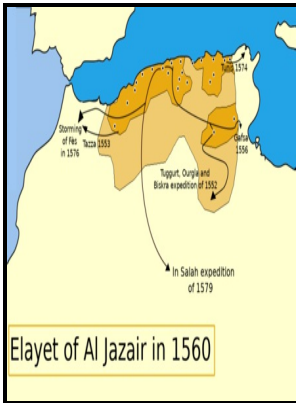 Tunis 1574
Storming
of Fès
in 1576
Tazza 1553
Gafsa
1556
Tuggurt, Ourgla and
Biskra expedition of 1552
In Salah expedition
of 1579
Elayet of Al Jazair in 1560